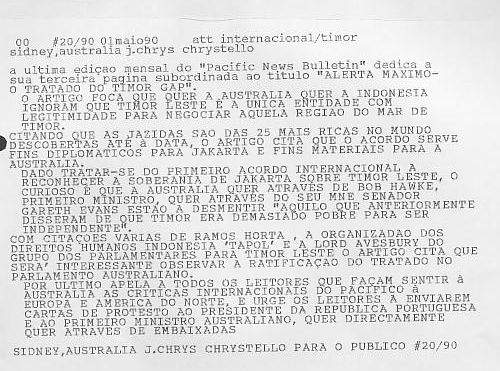 00 #20/90 01maio90 att internacional/timor
sidney,australia j.chrys chrystello
a ultima ediçao mensal do "Pacific News Bulletin" dedica a
sua terceira pagina subordinada ao titulo "ALERTA MAXIMO-
O TRATADO DO TIMOR GAP".
O ARTIGO FOCA QUE QUER A AUSTRALIA QUER A INDONESIA
IGNORAM QUE TIMOR LESTE É A UNICA ENTIDADE COM
LEGITIMIDADE PARA NEGOCIAR AQUELA REGIAO DO MAR DE
TIMOR.
CITANDO QUE AS JAZIDAS SAO DAS 25 MAIS RICAS NO MUNDO
DESCOBERTAS ATÉ à DATA, O ARTIGO CITA QUE O ACORDO SERVE
FINS DIPLOMATICOS PARA JAKARTA E FINS MATERIAIS PARA A
AUSTRALIA.
DADO TRATAR-SE DO PRIMEIRO ACORDO INTERNACIONAL A
RECONHECER A SOBERANIA DE JAKARTA SOBRE TIMOR LESTE, O
CURIOSO É QUE A AUSTRALIA QUER ATRAVÉS DE BOB HAWKE,
PRIMEIRO MINISTRO, QUER ATRAVÉS DO SEU MNE SENADOR
GARETH EVANS ESTAO A DESMENTIR "AQUILO QUE ANTERIORMENTE
DISSERAM DE QUE TIMOR ERA DEMASIADO POBRE PARA SER
INDEPENDENTE".
COM CITAÇOES VARIAS DE RAMOS HORTA , A ORGANIZADAO DOS
DIREITOS HUMANOS INDONESIA 'TAPOL' E A LORD AVESBURY DO
GRUPO DOS PARLAMENTARES PARA TIMOR LESTE O ARTIGO CITA QUE
SERA' INTERESSANTE OBSERVAR A RATIFICAÇAO DO TRATADO NO
PARLAMENTO AUSTRALIANO.
POR ULTIMO APELA A TODOS OS LEITORES QUE FAÇAM SENTIR à
AUSTRALIA AS CRITICAS INTERNACIONAIS DO PACIFICO à
EUROPA E AMERICA DO NORTE, E URGE OS LEITORES A ENVIAREM
CARTAS DE PROTESTO AO PRESIDENTE DA REPUBLICA PORTUGUESA
E AO PRIMEIRO MINISTRO AUSTRALIANO, QUER DIRECTAMENTE
QUER ATRAVES DE EMBAIXADAS
SIDNEY,AUSTRALIA J.CHRYS CHRYSTELLO PARA O PUBLICO #20/90